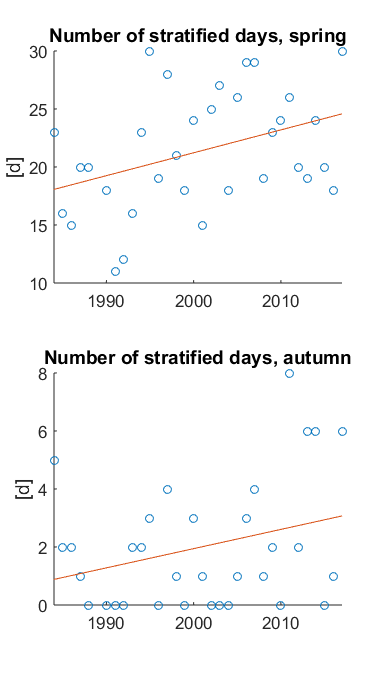 Number of stratified days, spring
30
25
20
15
10
[d]
1990 2000 2010
Number of stratified days, autumn
8
6
4
2
0
[d]
1990 2000 2010